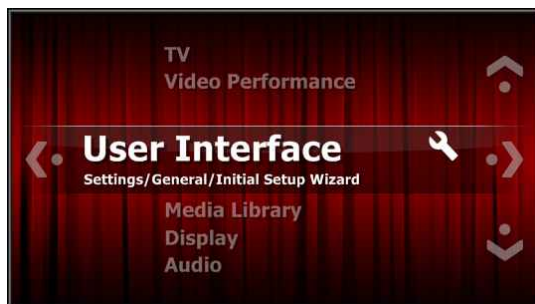 TV
Video Performance
User Interface
Settings/General/Initial Setup Wizard
Media Library
Display
Audio